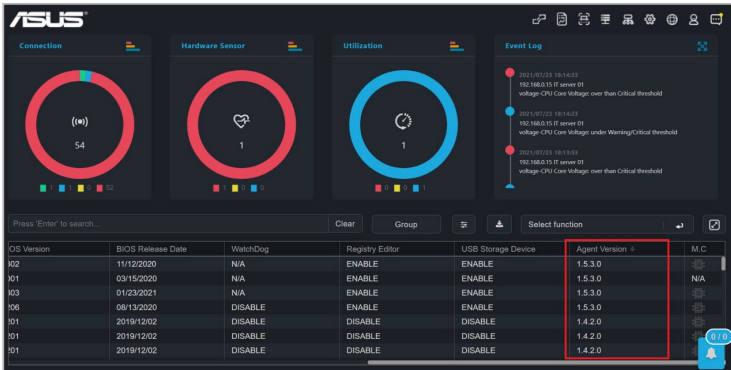 ASUS
Connection
Hardware Sensor
Utilization
Event Log
54
1 1 0 52
1
1 0 0
1
0 0 1
2021/07/23 18:14:33
192.168.0.15 IT server 01
voltage-CPU Core Voltage: over than Critical threshold
2021/07/23 18:14:23
192.168.0.15 IT server 01
voltage-CPU Core Voltage: under Warning/Critical threshold
2021/07/23 18:13:53
192.168.0.15 IT server 01
voltage-CPU Core Voltage: over than Critical threshold
Press 'Enter' to search... Clear Group Select function
OS Version BIOS Release Date WatchDog Registry Editor USB Storage Device Agent Version M.C
302 11/12/2020 N/A ENABLE ENABLE 1.5.3.0
001 03/15/2020 N/A ENABLE ENABLE 1.5.3.0 N/A
303 01/23/2021 N/A ENABLE ENABLE 1.5.3.0
206 08/13/2020 DISABLE ENABLE ENABLE 1.5.3.0
201 2019/12/02 DISABLE DISABLE DISABLE 1.4.2.0
201 2019/12/02 DISABLE DISABLE DISABLE 1.4.2.0
201 2019/12/02 DISABLE DISABLE DISABLE 1.4.2.0
0/0